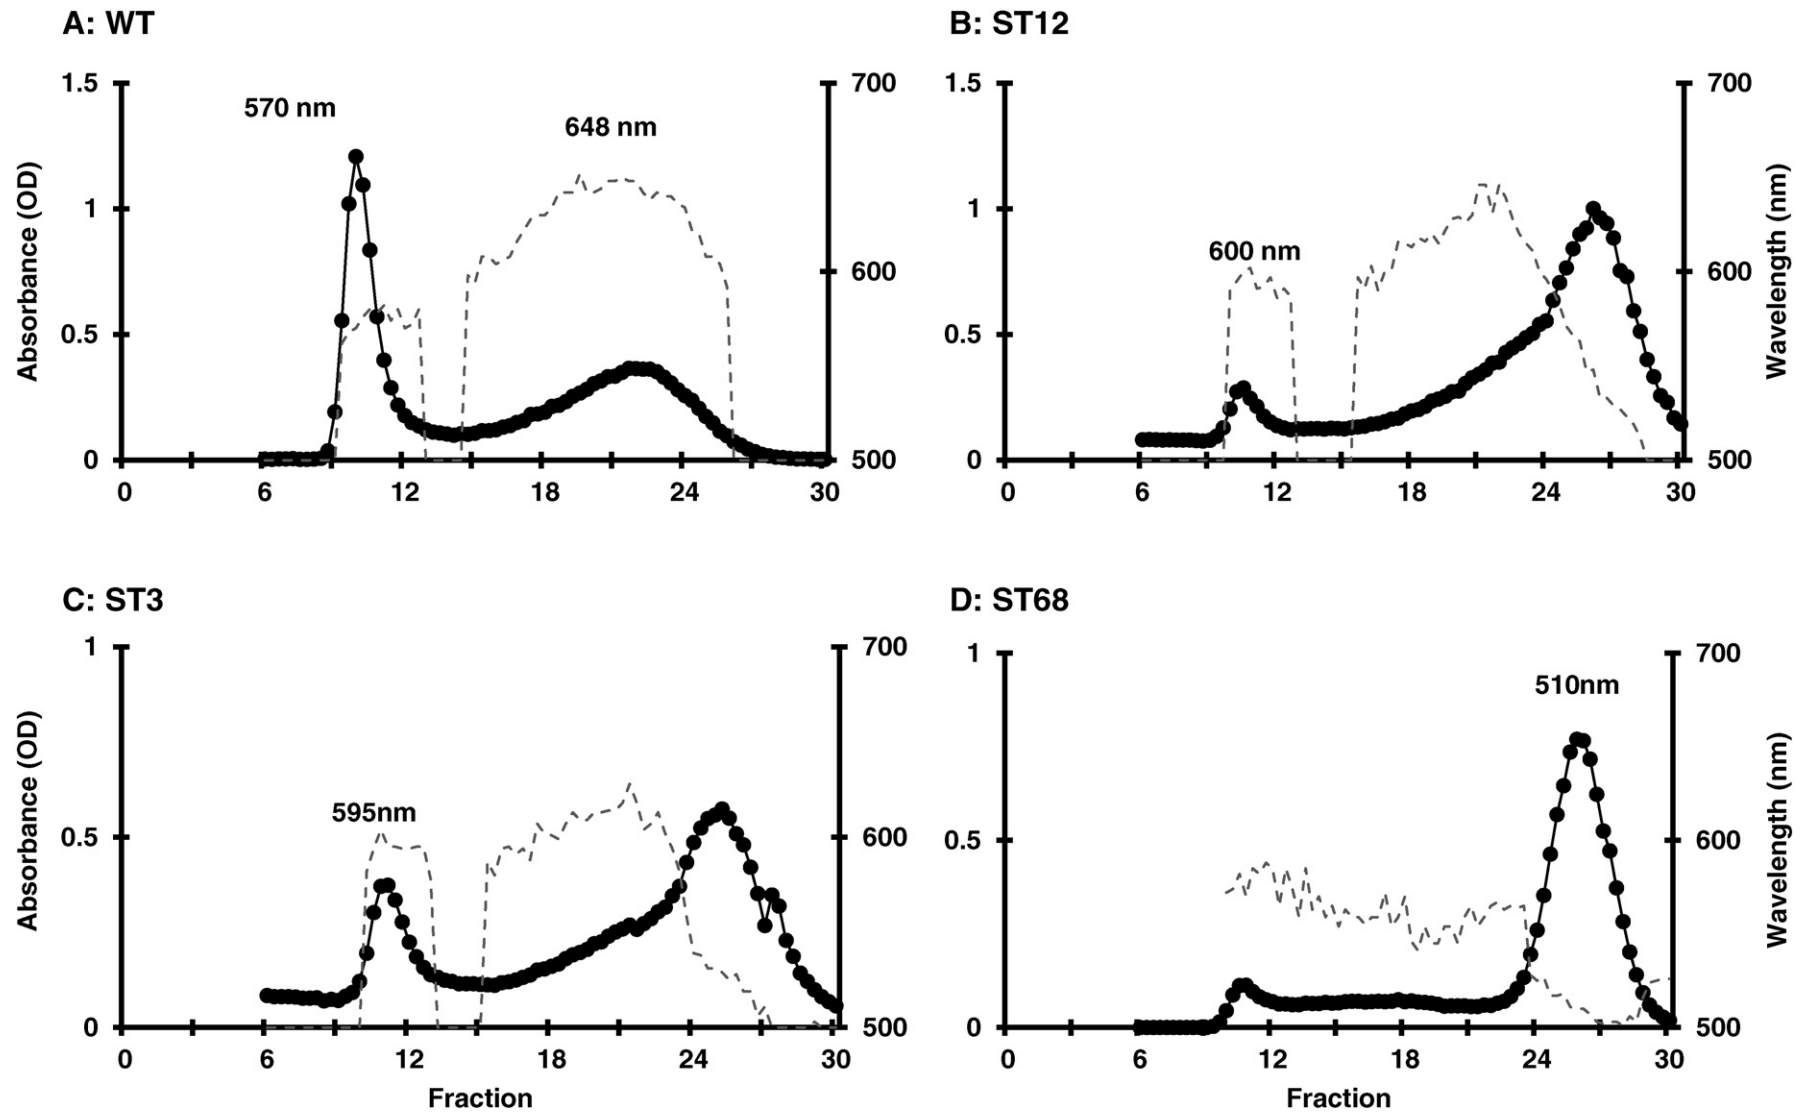 A: WT
B: ST12
1.5
700
1.5
700
570 nm
648 nm
1
1
600 nm
600
600
0.5
0.5
Absorbance (OD)
Wavelength (nm)
0
500
0
500
0 6 12 18 24 30
0 6 12 18 24 30
C: ST3
D: ST68
1
700
1
700
510nm
595nm
0.5
600
0.5
600
Absorbance (OD)
Wavelength (nm)
0
500
0
500
0 6 12 18 24 30
0 6 12 18 24 30
Fraction
Fraction